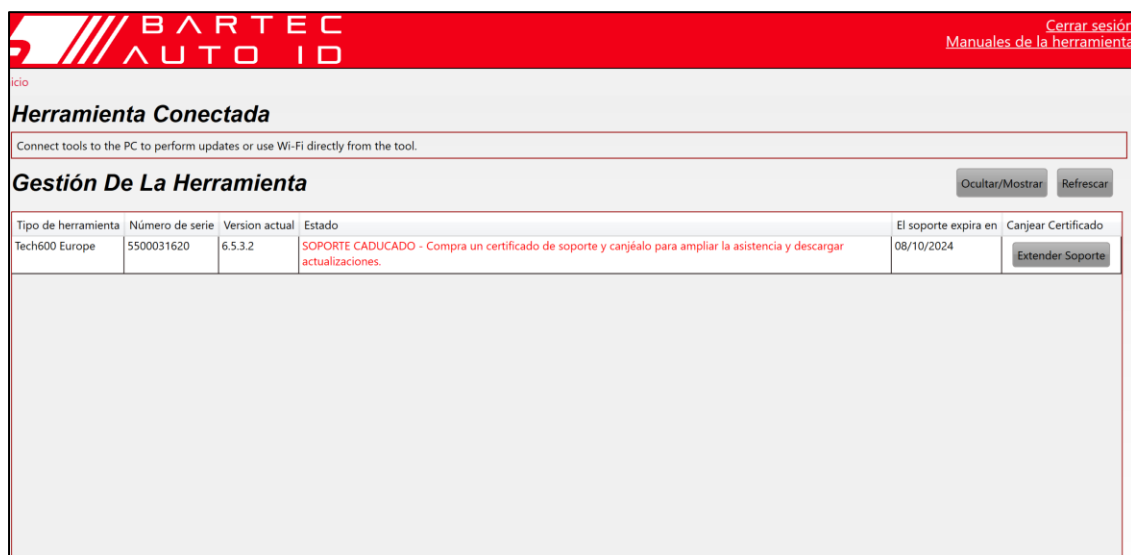 BARTEC
AUTO ID
Cerrar sesión
Manuales de la herramienta
icio
Herramienta Conectada
Connect tools to the PC to perform updates or use Wi-Fi directly from the tool.
Gestión De La Herramienta
Ocultar/Mostrar Refrescar
Tipo de herramienta Número de serie Version actual Estado El soporte expira en Canjear Certificado
Tech600 Europe 5500031620 6.5.3.2 SOPORTE CADUCADO - Compra un certificado de soporte y canjéalo para ampliar la asistencia y descargar 08/10/2024
actualizaciones. Extender Soporte